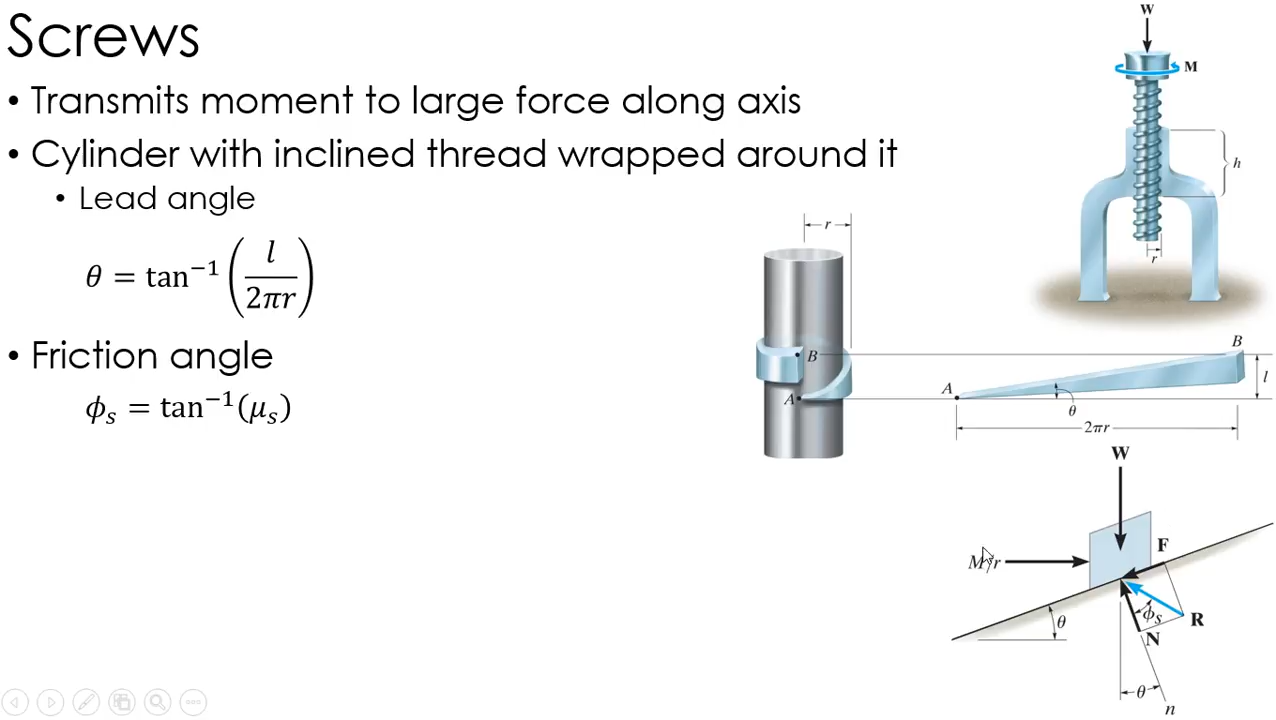 Screws
• Transmits moment to large force along axis
• Cylinder with inclined thread wrapped around it
• Lead angle
θ = tan⁻¹ (l / 2πr)
• Friction angle
ϕₛ = tan⁻¹(μₛ)
W
M
h
r
r
B
A
B
A
θ
l
2πr
W
M/r
F
ϕₛ
R
N
θ
θ
n